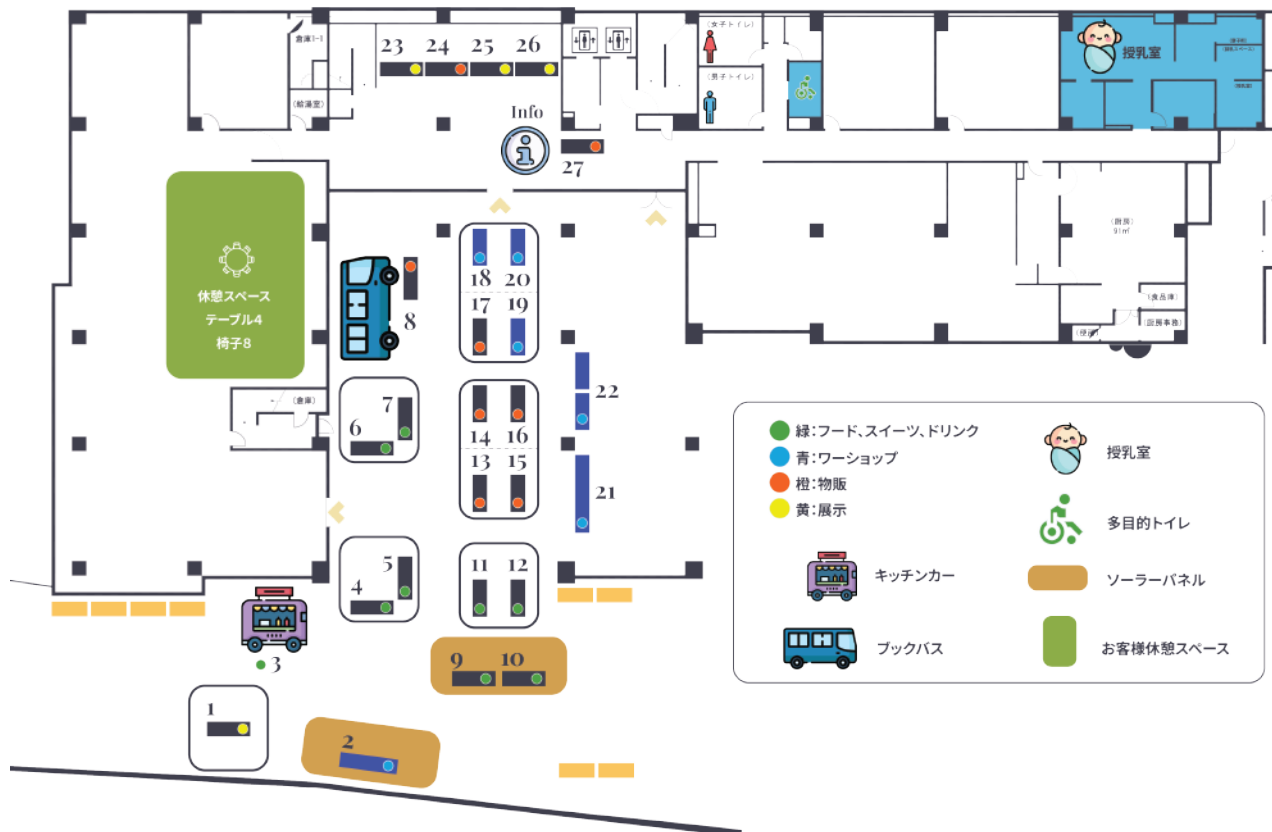 倉庫1-1
23 24 25 26
(給湯室)
(女子トイレ)
(男子トイレ)
授乳室
Info
27
休憩スペース
テーブル4
椅子8
8
18 20
17 19
(厨房)
91㎡
(食品庫)
(厨房事務)
(倉庫)
7
6
14 16
13 15
22
21
5
4
11 12
3
9 10
1
2
緑:フード、スイーツ、ドリンク
青:ワーショップ
橙:物販
黄:展示
授乳室
多目的トイレ
キッチンカー
ソーラーパネル
ブックバス
お客様休憩スペース